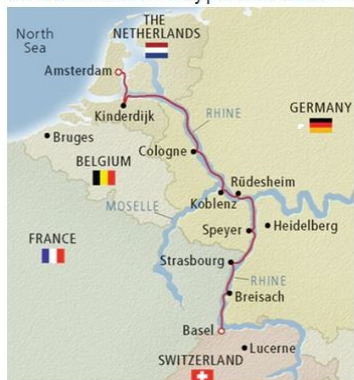 THE
NETHERLANDS
North
Sea
Amsterdam
Kinderdijk
RHINE
GERMANY
Bruges
Cologne
BELGIUM
Rüdesheim
Koblenz
MOSELLE
Speyer
Heidelberg
FRANCE
Strasbourg
RHINE
Breisach
Basel
Lucerne
SWITZERLAND